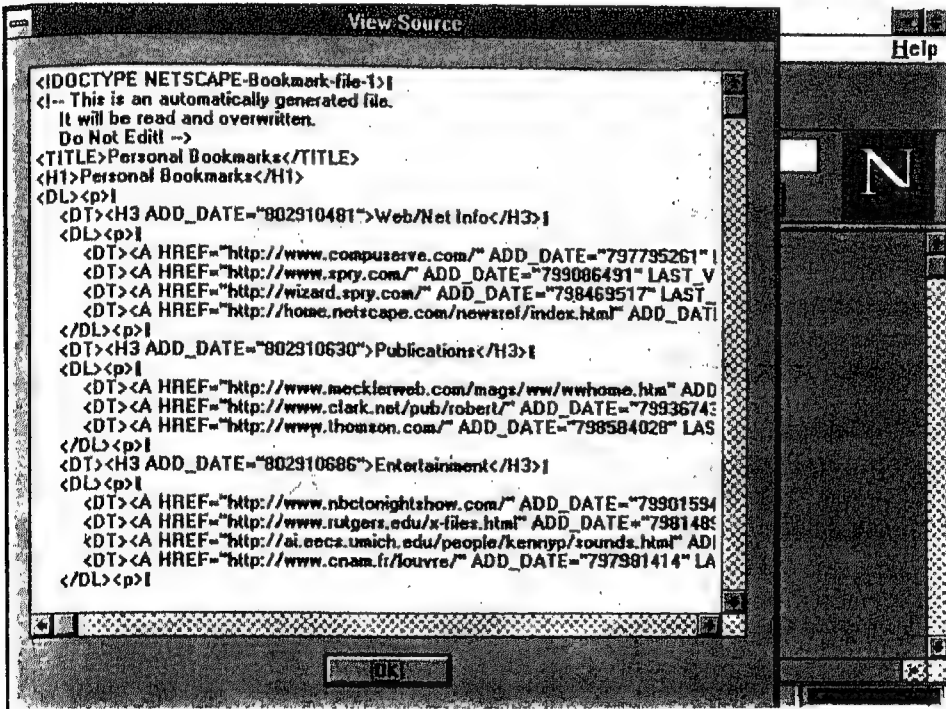 View Source
Help
<!DOCTYPE NETSCAPE-Bookmark-file-1>
<!-- This is an automatically generated file.
It will be read and overwritten.
Do Not Edit! -->
<TITLE>Personal Bookmarks</TITLE>
<H1>Personal Bookmarks</H1>
<DL><p>
<DT><H3 ADD_DATE="802910481">Web/Net Info</H3>
<DL><p>
<DT><A HREF="http://www.compuserve.com/" ADD_DATE="797795261" L
<DT><A HREF="http://www.spry.com/" ADD_DATE="799086491" LAST_V
<DT><A HREF="http://wizard.spry.com/" ADD_DATE="798469517" LAST_
<DT><A HREF="http://home.netscape.com/newsref/index.html" ADD_DATE
</DL><p>
<DT><H3 ADD_DATE="802910630">Publications</H3>
<DL><p>
<DT><A HREF="http://www.mecklerweb.com/mags/ww/wwhome.htm" ADD
<DT><A HREF="http://www.clark.net/pub/robert/" ADD_DATE="79936743
<DT><A HREF="http://www.thomson.com/" ADD_DATE="798584028" LAS
</DL><p>
<DT><H3 ADD_DATE="802910686">Entertainment</H3>
<DL><p>
<DT><A HREF="http://www.nbctonightshow.com/" ADD_DATE="79901594
<DT><A HREF="http://www.rutgers.edu/x-files.html" ADD_DATE="7981489
<DT><A HREF="http://ai.eecs.umich.edu/people/kennyp/sounds.html" ADI
<DT><A HREF="http://www.cnam.fr/louvre/" ADD_DATE="797981414" LA
</DL><p>
N
OK